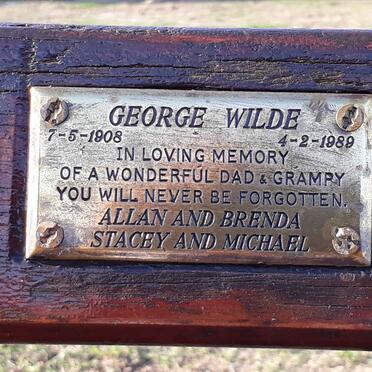 GEORGE WILDE
7-5-1908 4-2-1989
IN LOVING MEMORY
OF A WONDERFUL DAD & GRAMPY
YOU WILL NEVER BE FORGOTTEN.
ALLAN AND BRENDA
STACEY AND MICHAEL